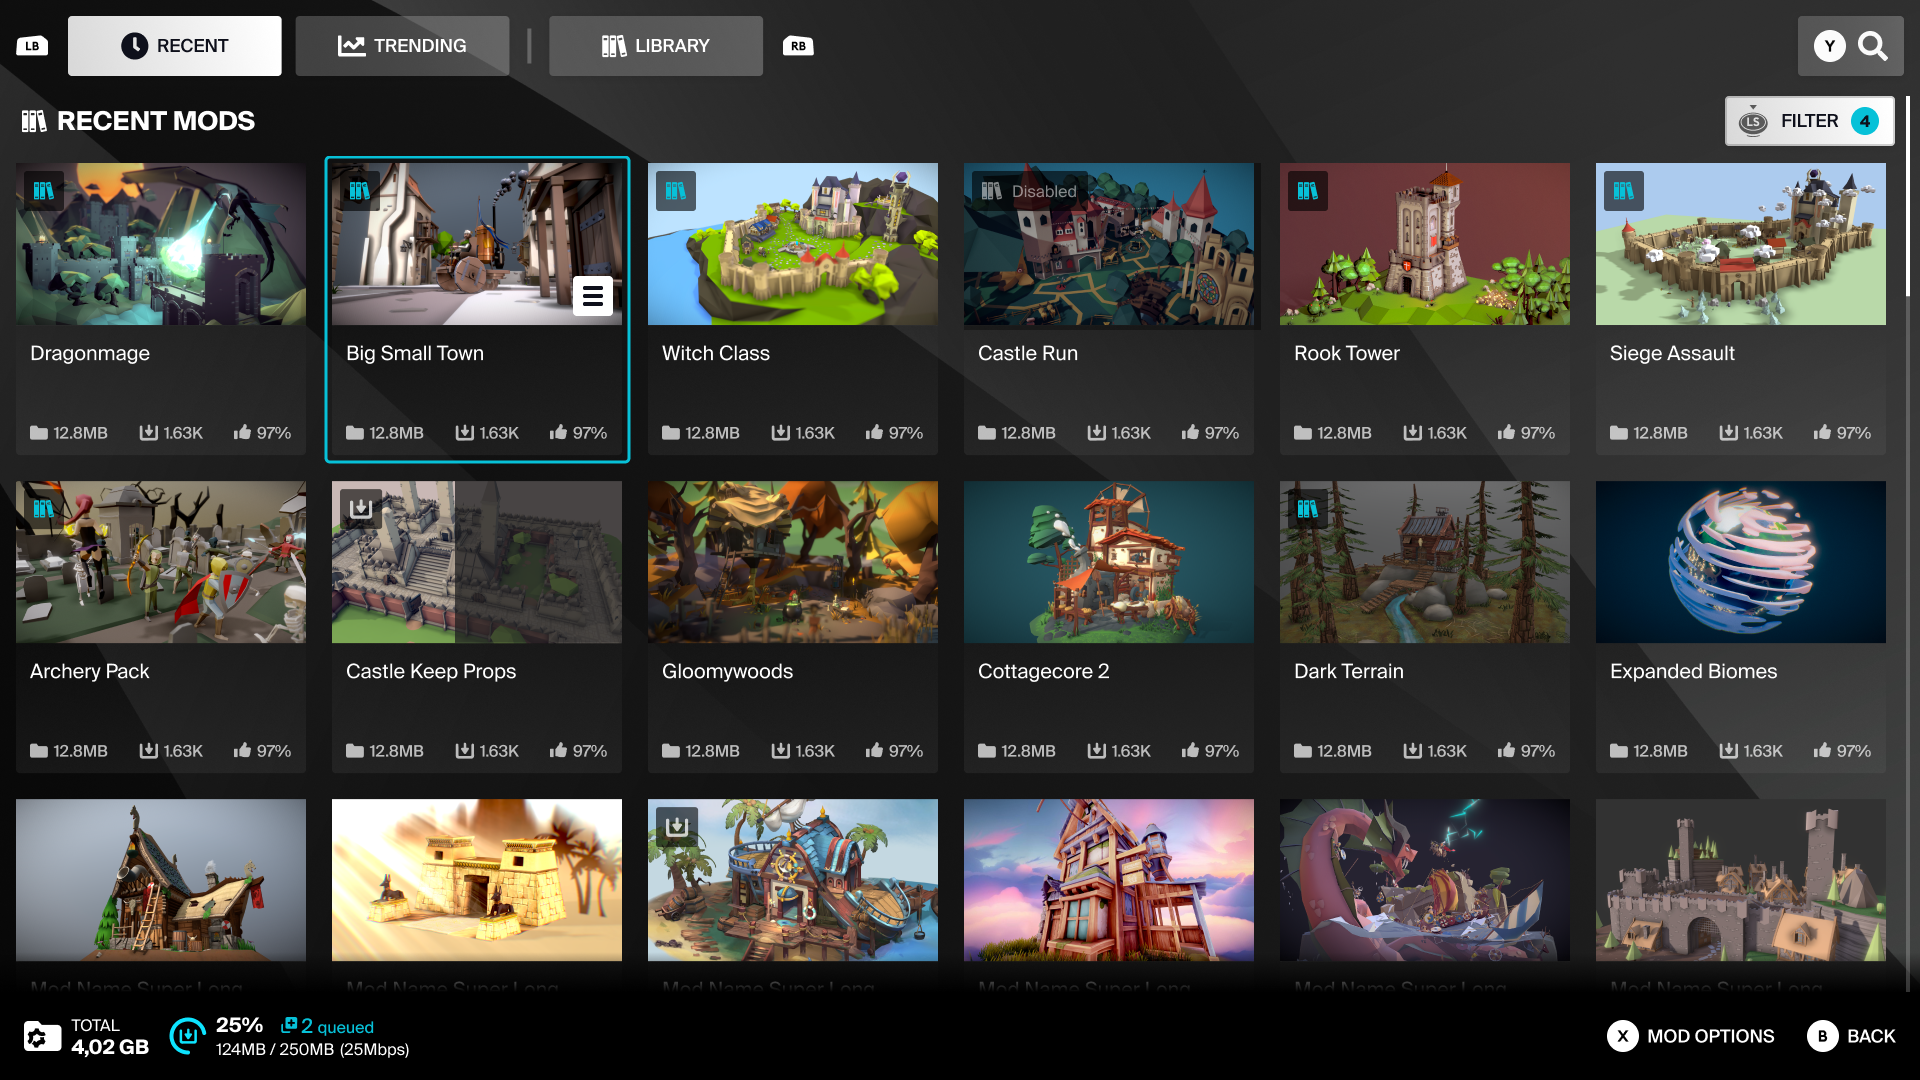 LB
RECENT
TRENDING
LIBRARY
RB
Y
RECENT MODS
LS FILTER 4
Disabled
Dragonmage
Big Small Town
Witch Class
Castle Run
Rook Tower
Siege Assault
12.8MB 1.63K 97%
12.8MB 1.63K 97%
12.8MB 1.63K 97%
12.8MB 1.63K 97%
12.8MB 1.63K 97%
12.8MB 1.63K 97%
Archery Pack
Castle Keep Props
Gloomywoods
Cottagecore 2
Dark Terrain
Expanded Biomes
12.8MB 1.63K 97%
12.8MB 1.63K 97%
12.8MB 1.63K 97%
12.8MB 1.63K 97%
12.8MB 1.63K 97%
12.8MB 1.63K 97%
Mod Name Super Long
Mod Name Super Long
Mod Name Super Long
Mod Name Super Long
Mod Name Super Long
Mod Name Super Long
TOTAL
4,02 GB
25% 2 queued
124MB / 250MB (25Mbps)
X MOD OPTIONS
B BACK